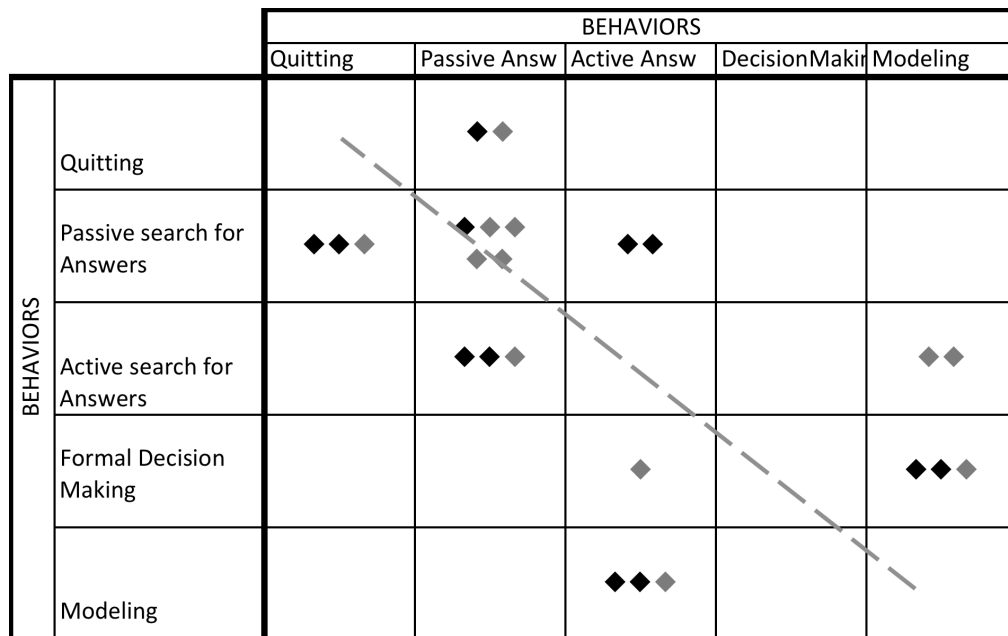 BEHAVIORS
Quitting
Passive Answ
Active Answ
DecisionMakin
Modeling
BEHAVIORS
Quitting
Passive search for
Answers
Active search for
Answers
Formal Decision
Making
Modeling